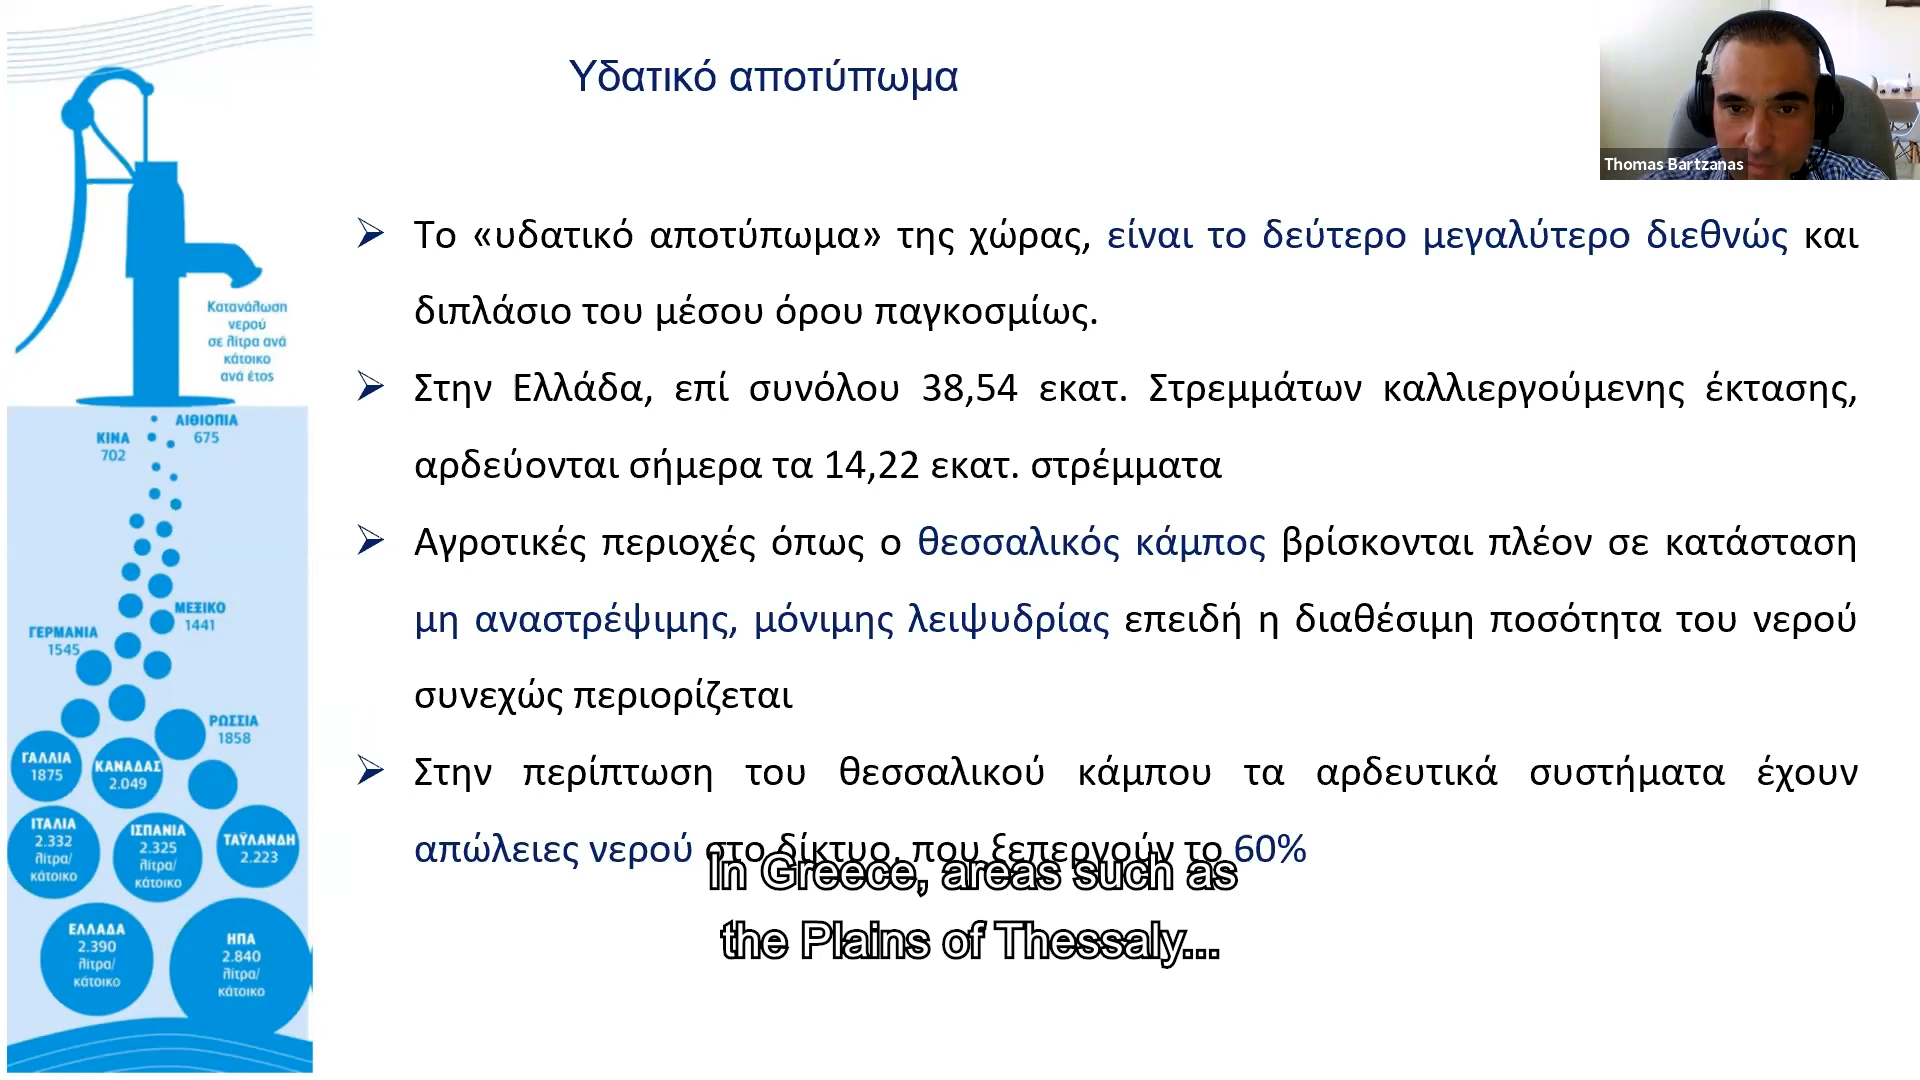 Υδατικό αποτύπωμα
Thomas Bartzanas
Το «υδατικό αποτύπωμα» της χώρας, είναι το δεύτερο μεγαλύτερο διεθνώς και
διπλάσιο του μέσου όρου παγκοσμίως.
Στην Ελλάδα, επί συνόλου 38,54 εκατ. Στρεμμάτων καλλιεργούμενης έκτασης,
αρδεύονται σήμερα τα 14,22 εκατ. στρέμματα
Αγροτικές περιοχές όπως ο θεσσαλικός κάμπος βρίσκονται πλέον σε κατάσταση
μη αναστρέψιμης, μόνιμης λειψυδρίας επειδή η διαθέσιμη ποσότητα του νερού
συνεχώς περιορίζεται
Στην περίπτωση του θεσσαλικού κάμπου τα αρδευτικά συστήματα έχουν
απώλειες νερού στο δίκτυο, που ξεπερνούν το 60%
In Greece, areas such as
the Plains of Thessaly...
Κατανάλωση
νερού
σε λίτρα ανά
κάτοικο
ανά έτος
ΑΙΘΙΟΠΙΑ
675
ΚΙΝΑ
702
ΜΕΞΙΚΟ
1441
ΓΕΡΜΑΝΙΑ
1545
ΡΩΣΣΙΑ
1858
ΓΑΛΛΙΑ
1875
ΚΑΝΑΔΑΣ
2.049
ΙΤΑΛΙΑ
2.332
λίτρα/
κάτοικο
ΙΣΠΑΝΙΑ
2.325
λίτρα/
κάτοικο
ΤΑΫΛΑΝΔΗ
2.223
ΕΛΛΑΔΑ
2.390
λίτρα/
κάτοικο
ΗΠΑ
2.840
λίτρα/
κάτοικο